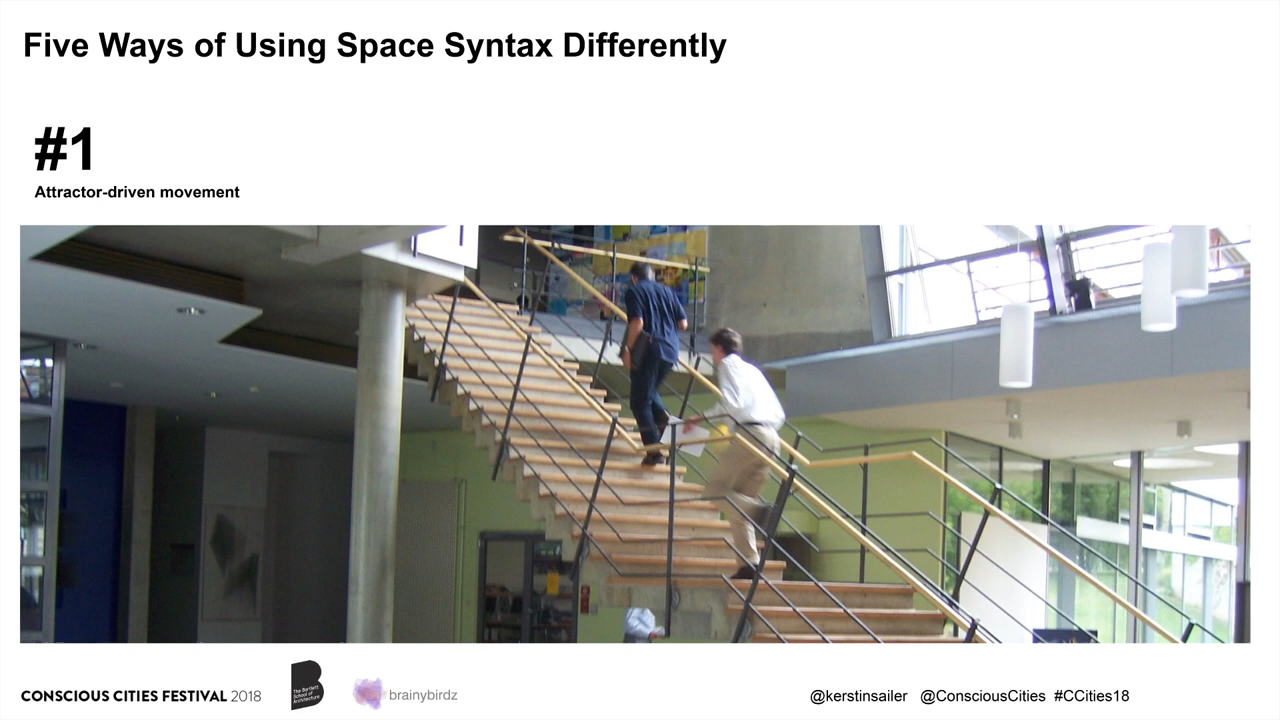 Five Ways of Using Space Syntax Differently
#1
Attractor-driven movement
CONSCIOUS CITIES FESTIVAL 2018
The Bartlett
School of
Architecture
brainybirdz
@kerstinsailer @ConsciousCities #CCities18